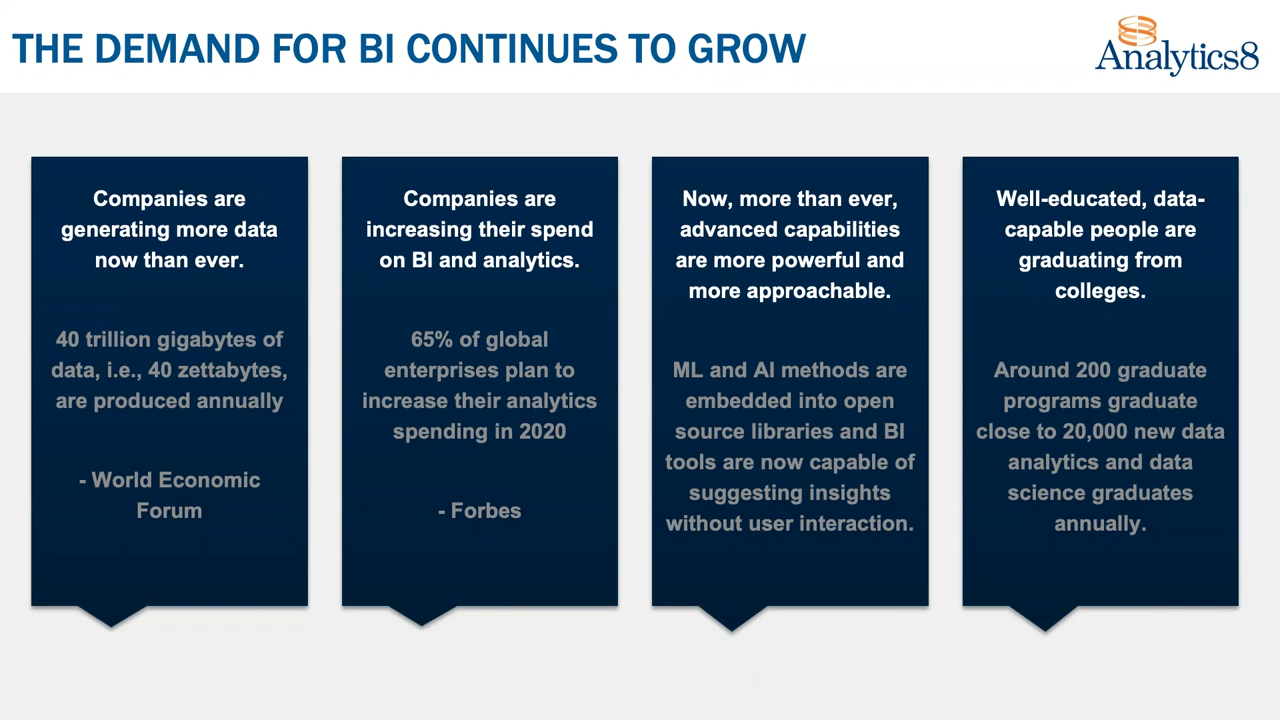 THE DEMAND FOR BI CONTINUES TO GROW
Analytics8
Companies are
generating more data
now than ever.
40 trillion gigabytes of
data, i.e., 40 zettabytes,
are produced annually
- World Economic
Forum
Companies are
increasing their spend
on BI and analytics.
65% of global
enterprises plan to
increase their analytics
spending in 2020
- Forbes
Now, more than ever,
advanced capabilities
are more powerful and
more approachable.
ML and AI methods are
embedded into open
source libraries and BI
tools are now capable of
suggesting insights
without user interaction.
Well-educated, data-
capable people are
graduating from
colleges.
Around 200 graduate
programs graduate
close to 20,000 new data
analytics and data
science graduates
annually.